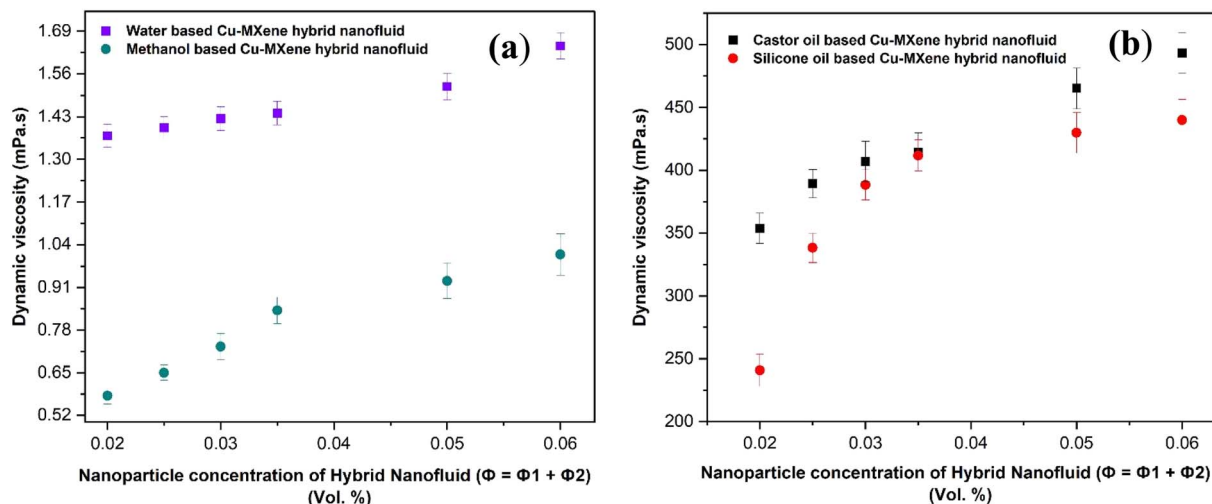 Water based Cu-MXene hybrid nanofluid
Methanol based Cu-MXene hybrid nanofluid
(a)
1.69
1.56
1.43
1.30
1.17
1.04
0.91
0.78
0.65
0.52
Dynamic viscosity (mPa.s)
0.02 0.03 0.04 0.05 0.06
Nanoparticle concentration of Hybrid Nanofluid (Φ = Φ1 + Φ2)
(Vol. %)
Castor oil based Cu-MXene hybrid nanofluid
Silicone oil based Cu-MXene hybrid nanofluid
(b)
500
450
400
350
300
250
200
Dynamic viscosity (mPa.s)
0.02 0.03 0.04 0.05 0.06
Nanoparticle concentration of Hybrid Nanofluid (Φ = Φ1 + Φ2)
(Vol. %)